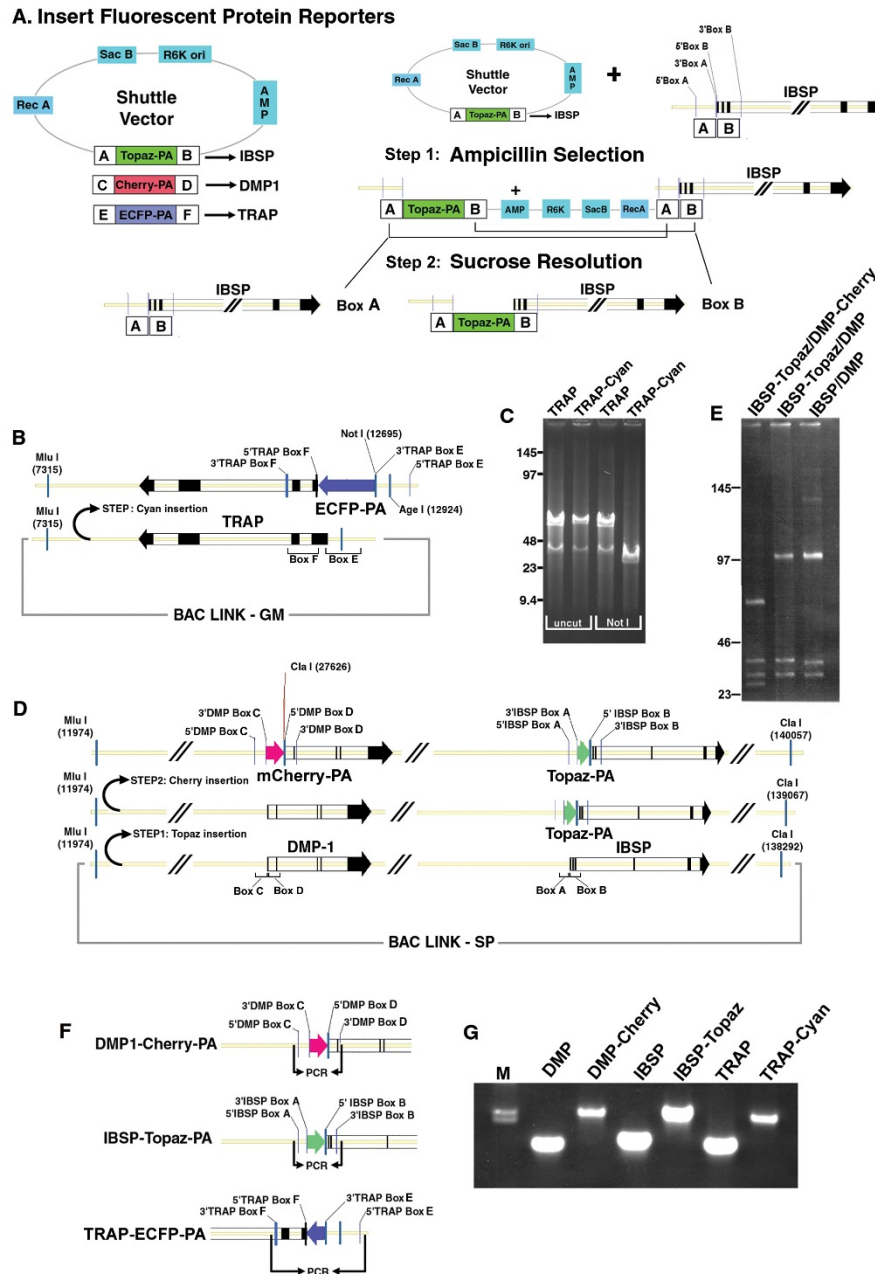 A. Insert Fluorescent Protein Reporters
Sac B
R6K ori
Rec A
AMP
Shuttle
Vector
A Topaz-PA B IBSP
C Cherry-PA D DMP1
E ECFP-PA F TRAP
Sac B
R6K ori
Rec A
AMP
Shuttle
Vector
A Topaz-PA B IBSP
+
3'Box B
5'Box B
3'Box A
5'Box A
IBSP
A B
Step 1: Ampicillin Selection
IBSP
+
A Topaz-PA B AMP R6K SacB RecA A B
Step 2: Sucrose Resolution
IBSP
Box A
A B
IBSP
Box B
A Topaz-PA B
B
Mlu I
(7315)
Not I (12695)
5'TRAP Box F
3'TRAP Box F
3'TRAP Box E
5'TRAP Box E
ECFP-PA
Age I (12924)
Mlu I
(7315)
STEP: Cyan insertion
TRAP
Box F
Box E
BAC LINK - GM
C
TRAP
TRAP-Cyan
TRAP
TRAP-Cyan
145
97
48
23
9.4
uncut
Not I
E
IBSP-Topaz/DMP-Cherry
IBSP-Topaz/DMP
IBSP/DMP
145
97
46
23
D
Cla I (27626)
Mlu I
(11974)
3'DMP Box C
5'DMP Box C
5'DMP Box D
3'DMP Box D
mCherry-PA
3'IBSP Box A
5'IBSP Box A
5' IBSP Box B
3'IBSP Box B
Topaz-PA
Cla I
(140057)
Mlu I
(11974)
STEP2: Cherry insertion
Topaz-PA
Cla I
(139067)
Mlu I
(11974)
STEP1: Topaz insertion
DMP-1
Box C
Box D
IBSP
Box A
Box B
Cla I
(138292)
BAC LINK - SP
F
3'DMP Box C
5'DMP Box C
5'DMP Box D
3'DMP Box D
DMP1-Cherry-PA
PCR
3'IBSP Box A
5'IBSP Box A
5' IBSP Box B
3'IBSP Box B
IBSP-Topaz-PA
PCR
5'TRAP Box F
3'TRAP Box F
3'TRAP Box E
5'TRAP Box E
TRAP-ECFP-PA
PCR
G
M
DMP
DMP-Cherry
IBSP
IBSP-Topaz
TRAP
TRAP-Cyan